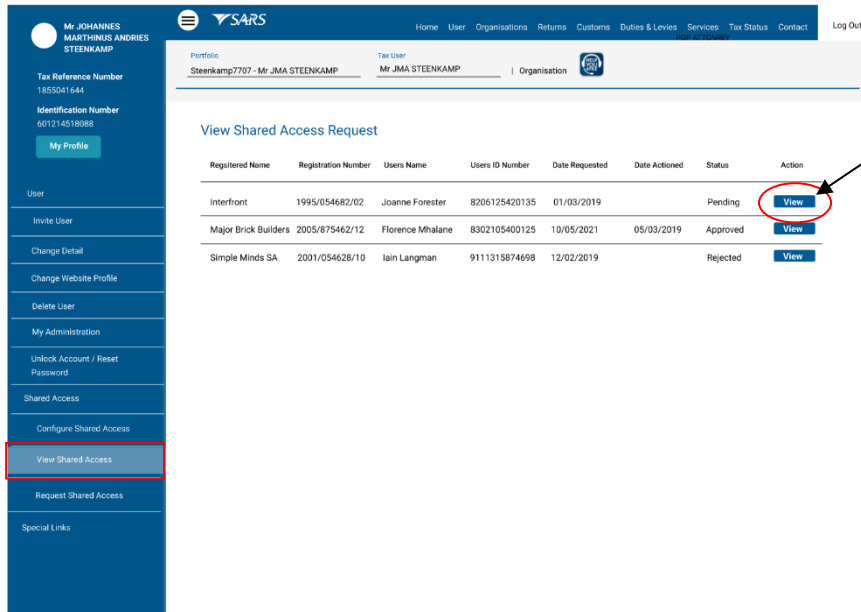 Mr JOHANNES
MARTHINUS ANDRIES
STEENKAMP
Tax Reference Number
1855041644
Identification Number
601214518088
My Profile
User
Invite User
Change Detail
Change Website Profile
Delete User
My Administration
Unlock Account / Reset
Password
Shared Access
Configure Shared Access
View Shared Access
Request Shared Access
Special Links
SARS
Home User Organisations Returns Customs Duties & Levies Services Tax Status Contact Log Out
POP ATTONREY
Portfolio Tax User
Steenkamp7707 - Mr JMA STEENKAMP Mr JMA STEENKAMP | Organisation
View Shared Access Request
Regsitered Name Registration Number Users Name Users ID Number Date Requested Date Actioned Status Action
Interfront 1995/054682/02 Joanne Forester 8206125420135 01/03/2019 Pending View
Major Brick Builders 2005/875462/12 Florence Mhalane 8302105400125 10/05/2021 05/03/2019 Approved View
Simple Minds SA 2001/054628/10 Iain Langman 9111315874698 12/02/2019 Rejected View